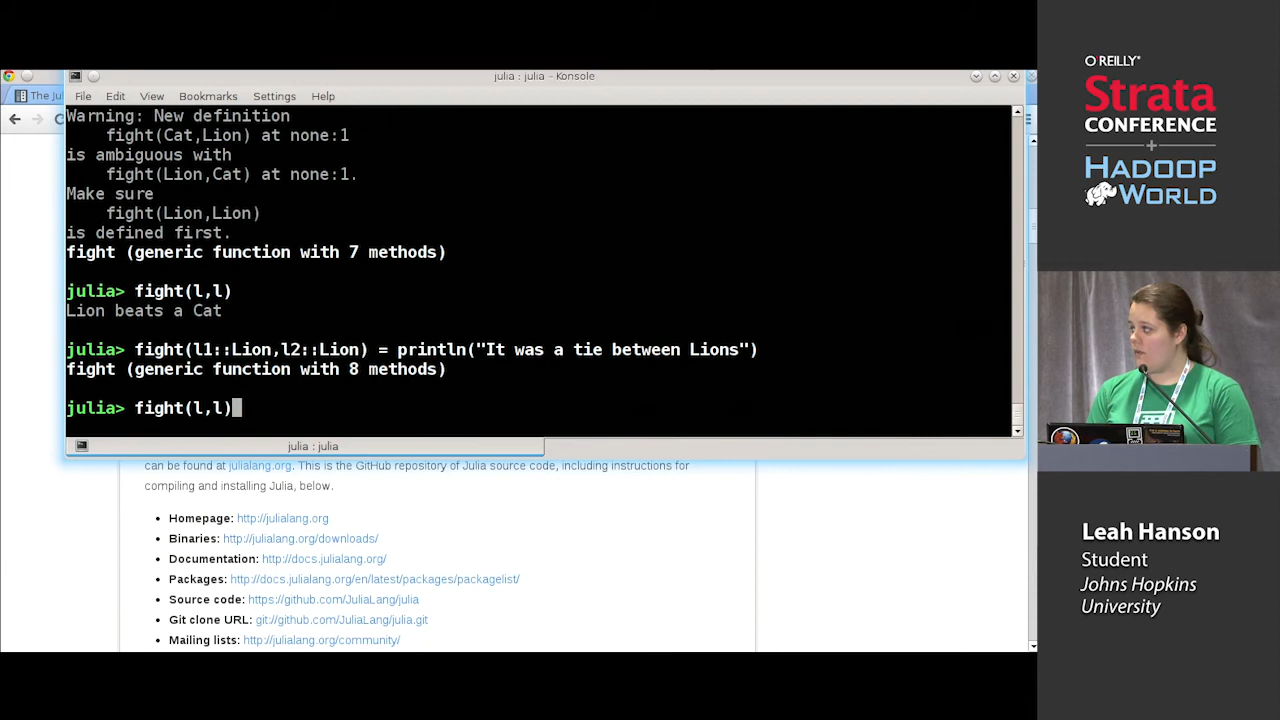 julia : julia – Konsole
The Ju
File Edit View Bookmarks Settings Help
Warning: New definition
fight(Cat,Lion) at none:1
is ambiguous with
fight(Lion,Cat) at none:1.
Make sure
fight(Lion,Lion)
is defined first.
fight (generic function with 7 methods)
julia> fight(l,l)
Lion beats a Cat
julia> fight(l1::Lion,l2::Lion) = println("It was a tie between Lions")
fight (generic function with 8 methods)
julia> fight(l,l)
julia : julia
can be found at julialang.org. This is the GitHub repository of Julia source code, including instructions for
compiling and installing Julia, below.
• Homepage: http://julialang.org
• Binaries: http://julialang.org/downloads/
• Documentation: http://docs.julialang.org/
• Packages: http://docs.julialang.org/en/latest/packages/packagelist/
• Source code: https://github.com/JuliaLang/julia
• Git clone URL: git://github.com/JuliaLang/julia.git
• Mailing lists: http://julialang.org/community/
O'REILLY®
Strata
CONFERENCE
+
HADOOP
WORLD
Leah Hanson
Student
Johns Hopkins
University